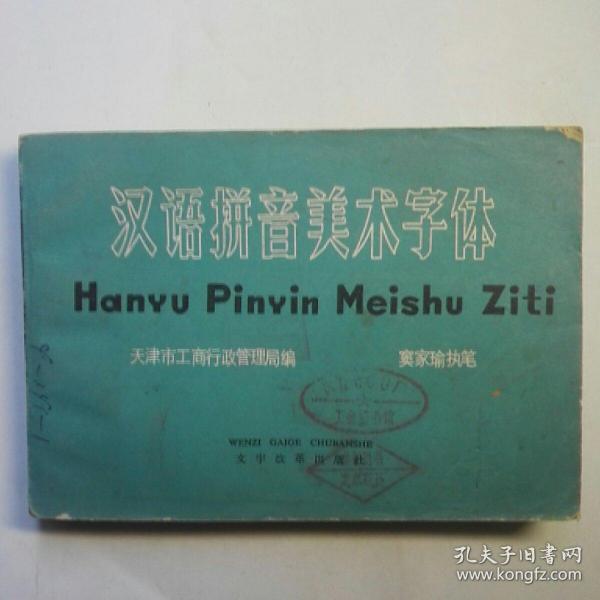 汉语拼音美术字体
Hanyu Pinyin Meishu Ziti
天津市工商行政管理局编 窦家瑜执笔
WENZI GAIGE CHUBANSHE
文字改革出版社
孔夫子旧书网
www.kongfz.com